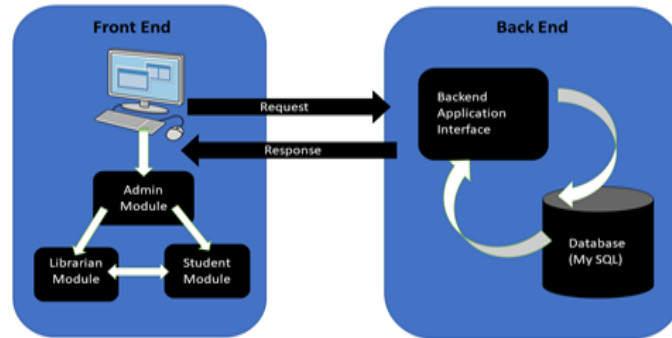 Front End
Back End
Request
Response
Backend
Application
Interface
Admin
Module
Librarian
Module
Student
Module
Database
(My SQL)